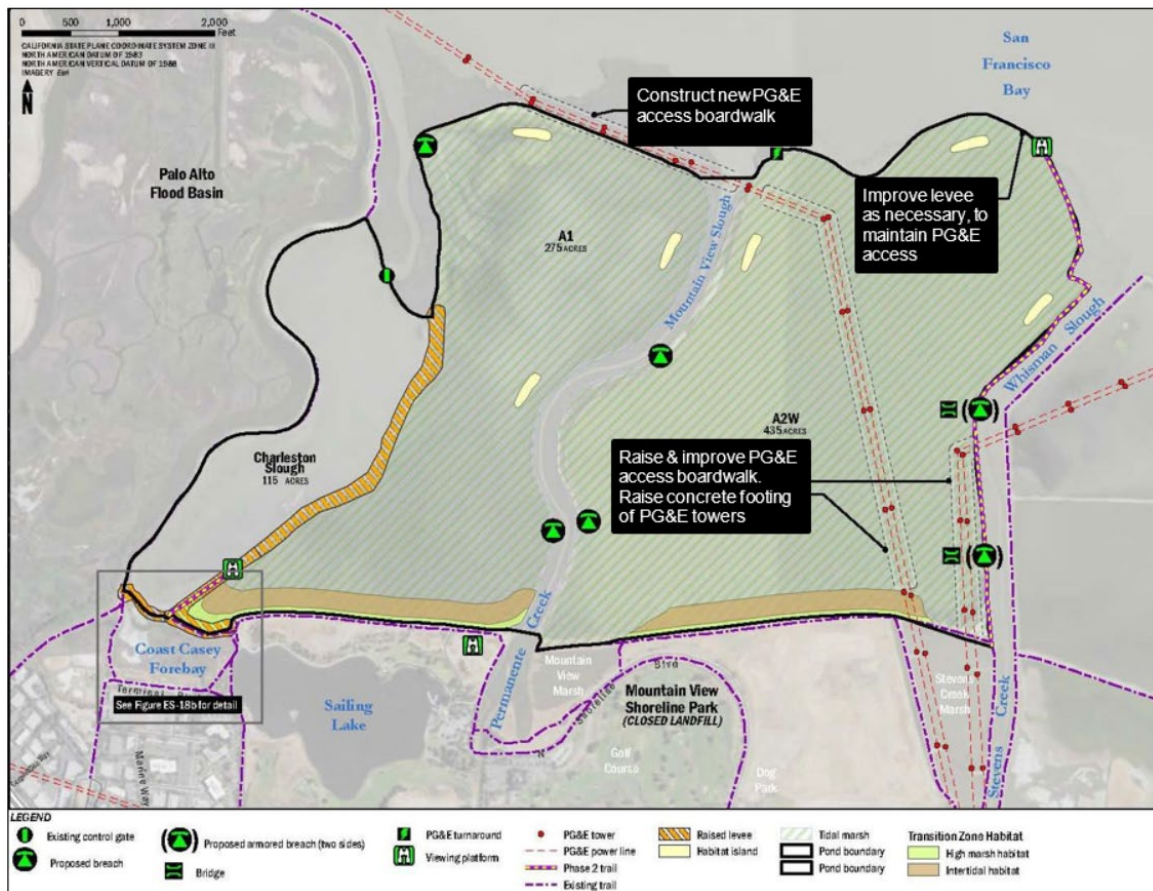 0 500 1,000 2,000
Feet
CALIFORNIA STATE PLANE COORDINATE SYSTEM ZONE III
NORTH AMERICAN DATUM OF 1983
NORTH AMERICAN VERTICAL DATUM OF 1988
IMAGERY Esri
N
San
Francisco
Bay
Construct new PG&E
access boardwalk
Palo Alto
Flood Basin
Improve levee
as necessary, to
maintain PG&E
access
A1
275 ACRES
Mountain View Slough
Whisman Slough
A2W
435 ACRES
Charleston
Slough
115 ACRES
Raise & improve PG&E
access boardwalk.
Raise concrete footing
of PG&E towers
Coast Casey
Forebay
Terminal
See Figure ES-18b for detail
Marine Way
Sailing
Lake
Permanente Creek
Mountain
View
Marsh
Shoreline
Blvd
N
Mountain View
Shoreline Park
(CLOSED LANDFILL)
Golf
Course
Dog
Park
Stevens
Creek
Marsh
Stevens Creek
LEGEND
Existing control gate
Proposed breach
Proposed armored breach (two sides)
Bridge
PG&E turnaround
Viewing platform
PG&E tower
PG&E power line
Phase 2 trail
Existing trail
Raised levee
Habitat island
Tidal marsh
Pond boundary
Pond boundary
Transition Zone Habitat
High marsh habitat
Intertidal habitat